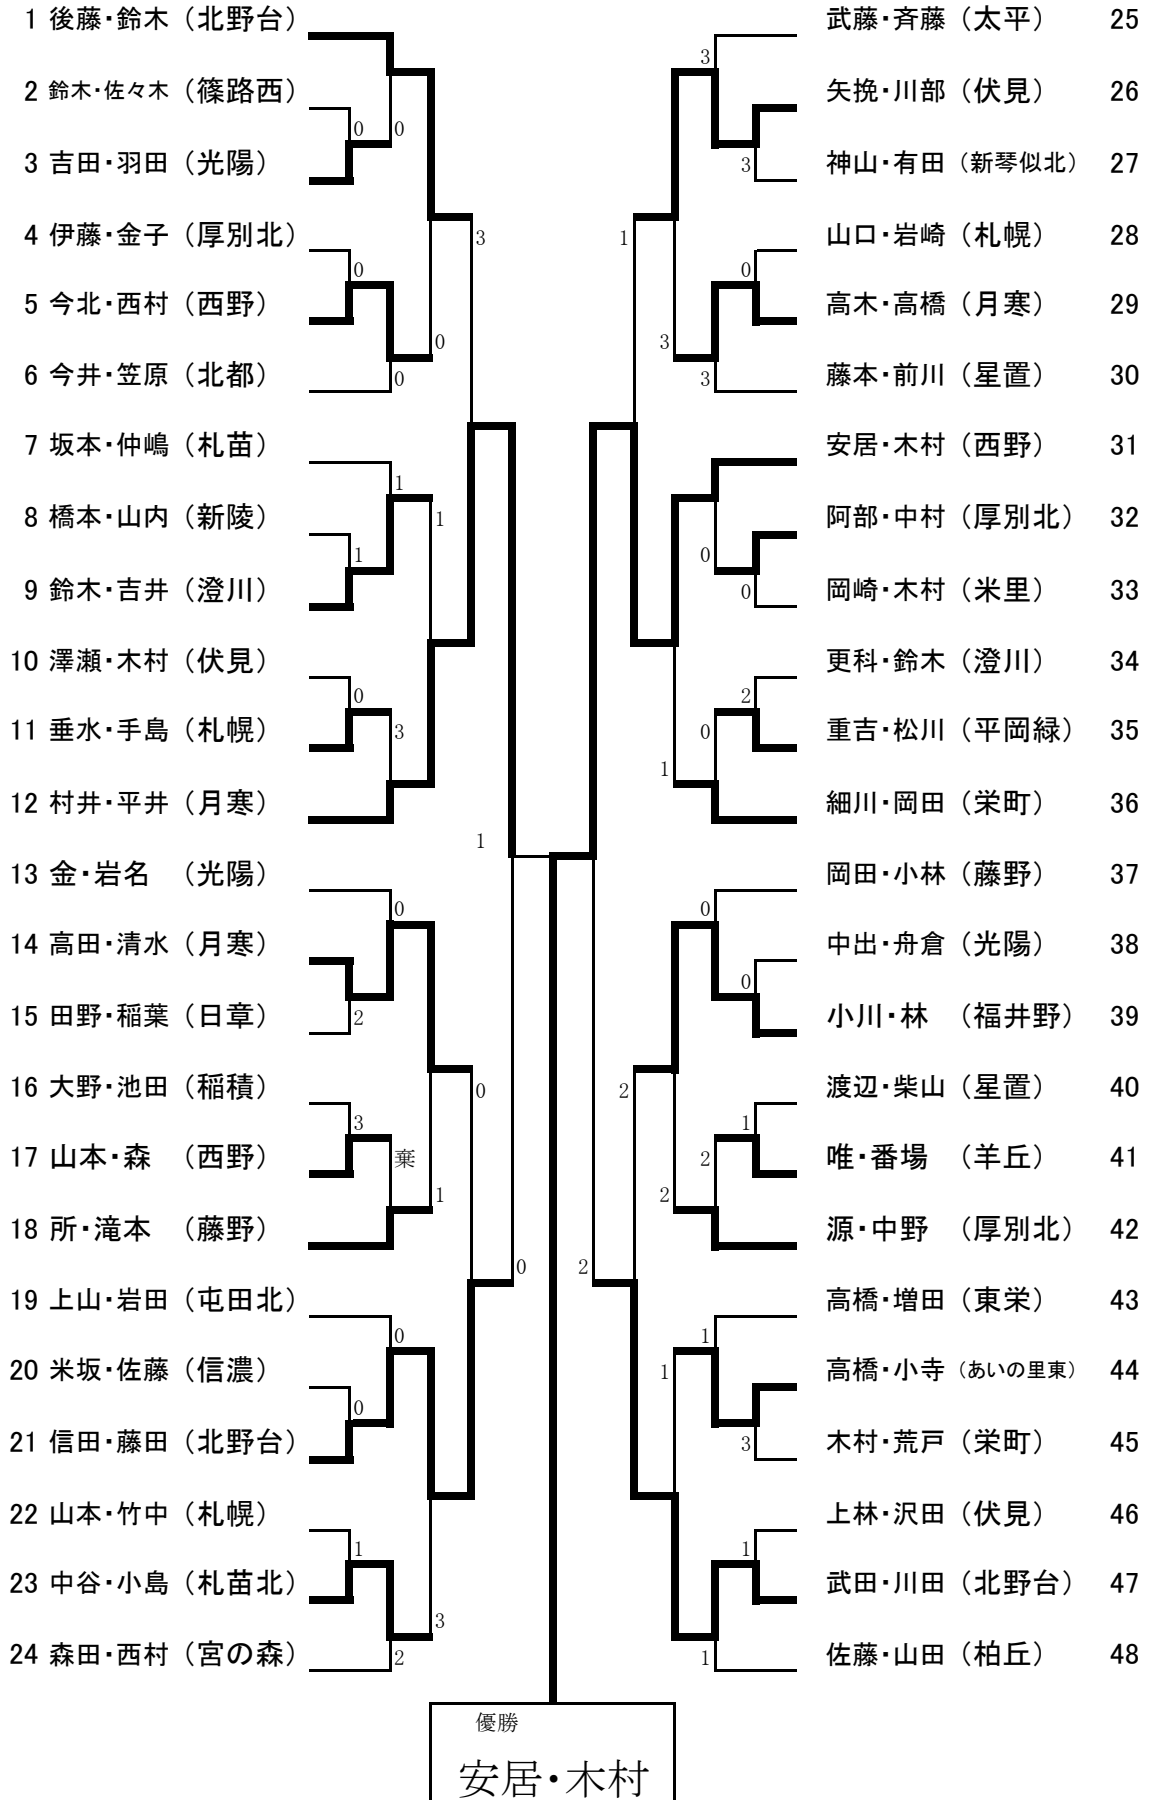 1 後藤・鈴木（北野台）
2 鈴木・佐々木（篠路西）
0 0
3 吉田・羽田（光陽）
4 伊藤・金子（厚別北）
3
0
5 今北・西村（西野）
0
6 今井・笠原（北都）
0
7 坂本・仲嶋（札苗）
1
8 橋本・山内（新陵）
1
1
9 鈴木・吉井（澄川）
10 澤瀬・木村（伏見）
0
11 垂水・手島（札幌）
3
12 村井・平井（月寒）
1
13 金・岩名　（光陽）
0
14 高田・清水（月寒）
15 田野・稲葉（日章）
2
16 大野・池田（稲積）
0
3
17 山本・森　（西野）
棄
1
18 所・滝本　（藤野）
0
19 上山・岩田（屯田北）
0
20 米坂・佐藤（信濃）
0
21 信田・藤田（北野台）
22 山本・竹中（札幌）
1
23 中谷・小島（札苗北）
3
24 森田・西村（宮の森）
2
武藤・斉藤（太平） 25
3
矢挽・川部（伏見） 26
3
神山・有田（新琴似北） 27
1
山口・岩崎（札幌） 28
0
高木・高橋（月寒） 29
3
藤本・前川（星置） 30
3
安居・木村（西野） 31
阿部・中村（厚別北） 32
0
岡崎・木村（米里） 33
0
更科・鈴木（澄川） 34
2
重吉・松川（平岡緑） 35
0
1
細川・岡田（栄町） 36
岡田・小林（藤野） 37
0
中出・舟倉（光陽） 38
0
小川・林　（福井野） 39
渡辺・柴山（星置） 40
2
1
唯・番場　（羊丘） 41
2
2
源・中野　（厚別北） 42
2
高橋・増田（東栄） 43
1
高橋・小寺（あいの里東） 44
1
木村・荒戸（栄町） 45
3
上林・沢田（伏見） 46
1
武田・川田（北野台） 47
佐藤・山田（柏丘） 48
1
優勝
安居・木村